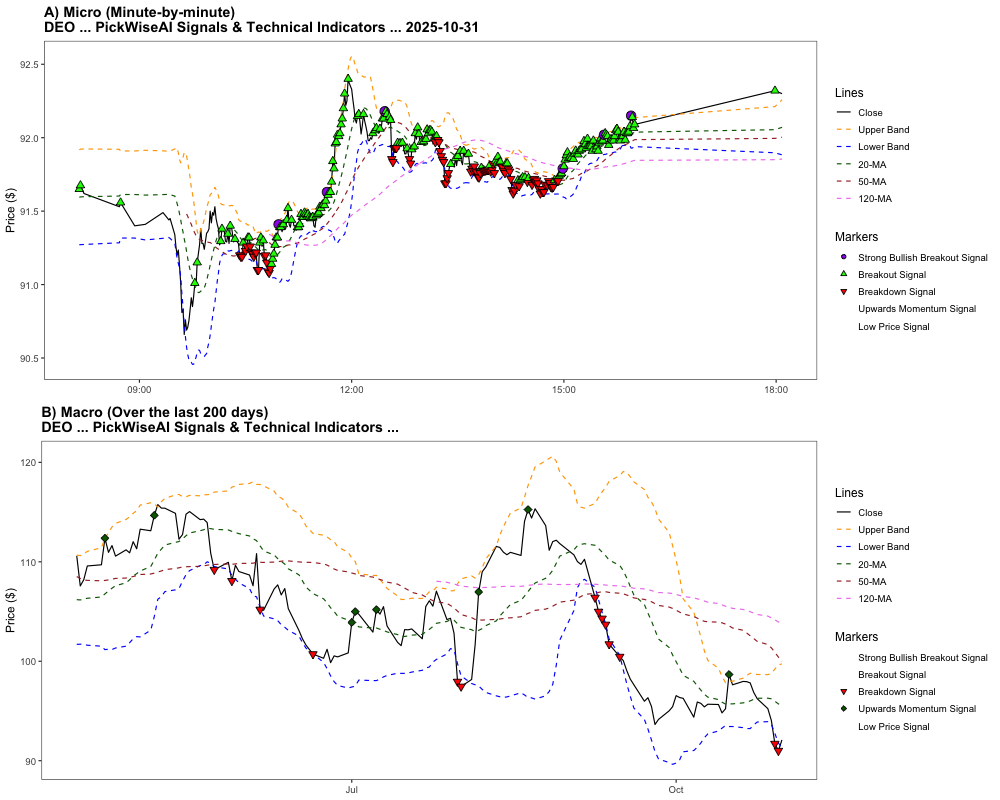 A) Micro (Minute-by-minute)
DEO ... PickWiseAI Signals & Technical Indicators ... 2025-10-31
Price ($)
92.5
92.0
91.5
91.0
90.5
09:00
12:00
15:00
18:00
Lines
Close
Upper Band
Lower Band
20-MA
50-MA
120-MA
Markers
Strong Bullish Breakout Signal
Breakout Signal
Breakdown Signal
Upwards Momentum Signal
Low Price Signal
B) Macro (Over the last 200 days)
DEO ... PickWiseAI Signals & Technical Indicators ...
Price ($)
120
110
100
90
Jul
Oct
Lines
Close
Upper Band
Lower Band
20-MA
50-MA
120-MA
Markers
Strong Bullish Breakout Signal
Breakout Signal
Breakdown Signal
Upwards Momentum Signal
Low Price Signal